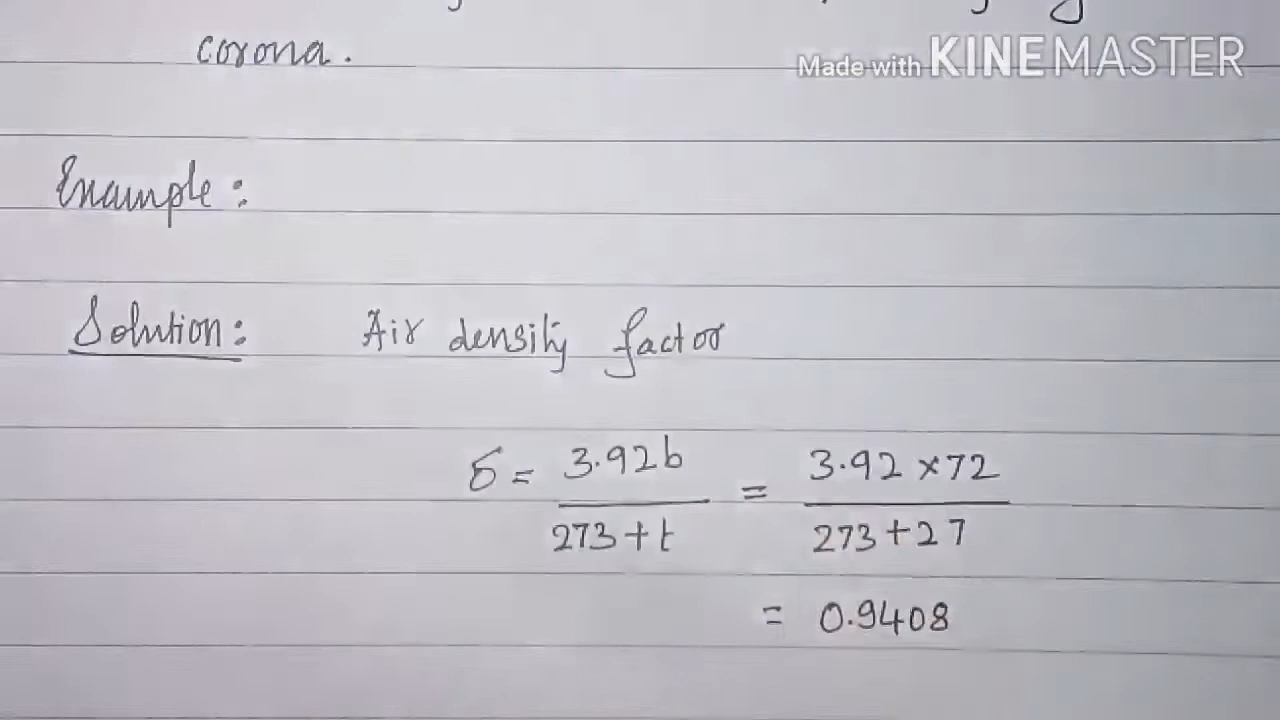 corona.
Made with KINEMASTER
Example:
Solution: Air density factor
δ = 3.92b / 273+t = 3.92 × 72 / 273+27
= 0.9408